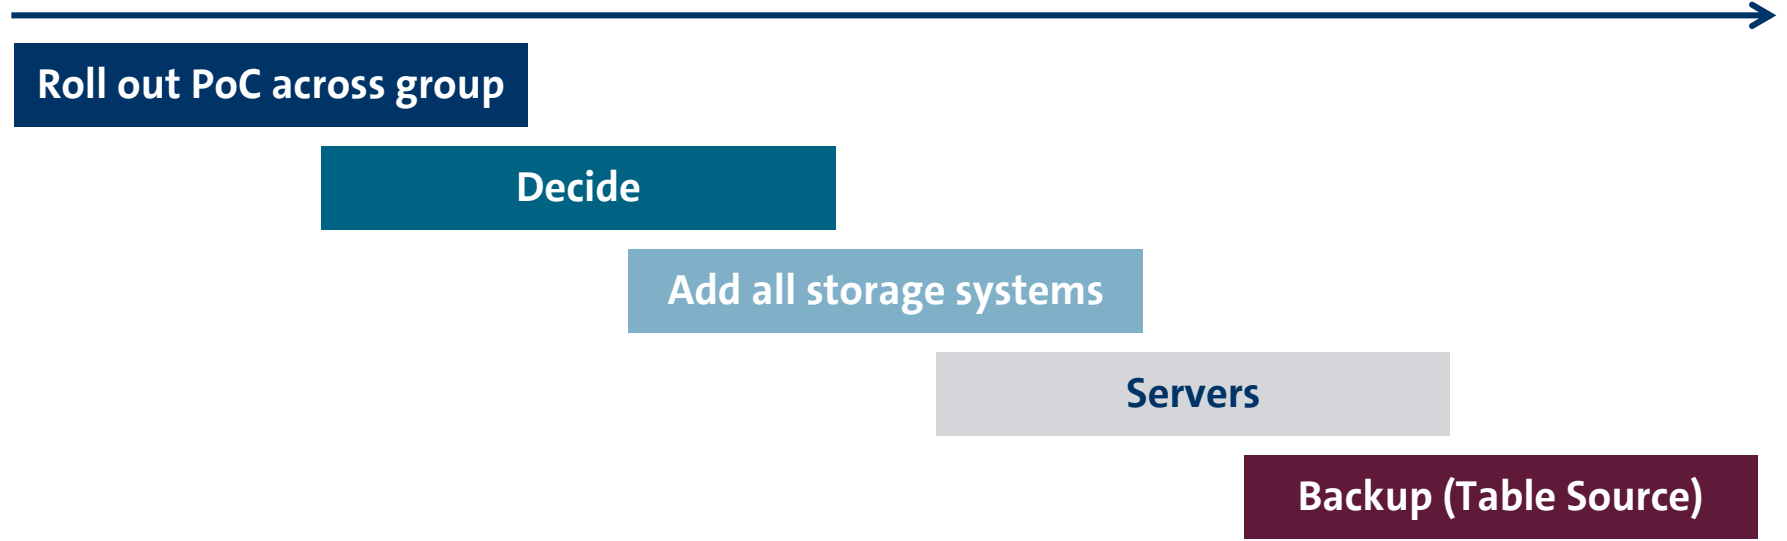 Roll out PoC across group
Decide
Add all storage systems
Servers
Backup (Table Source)